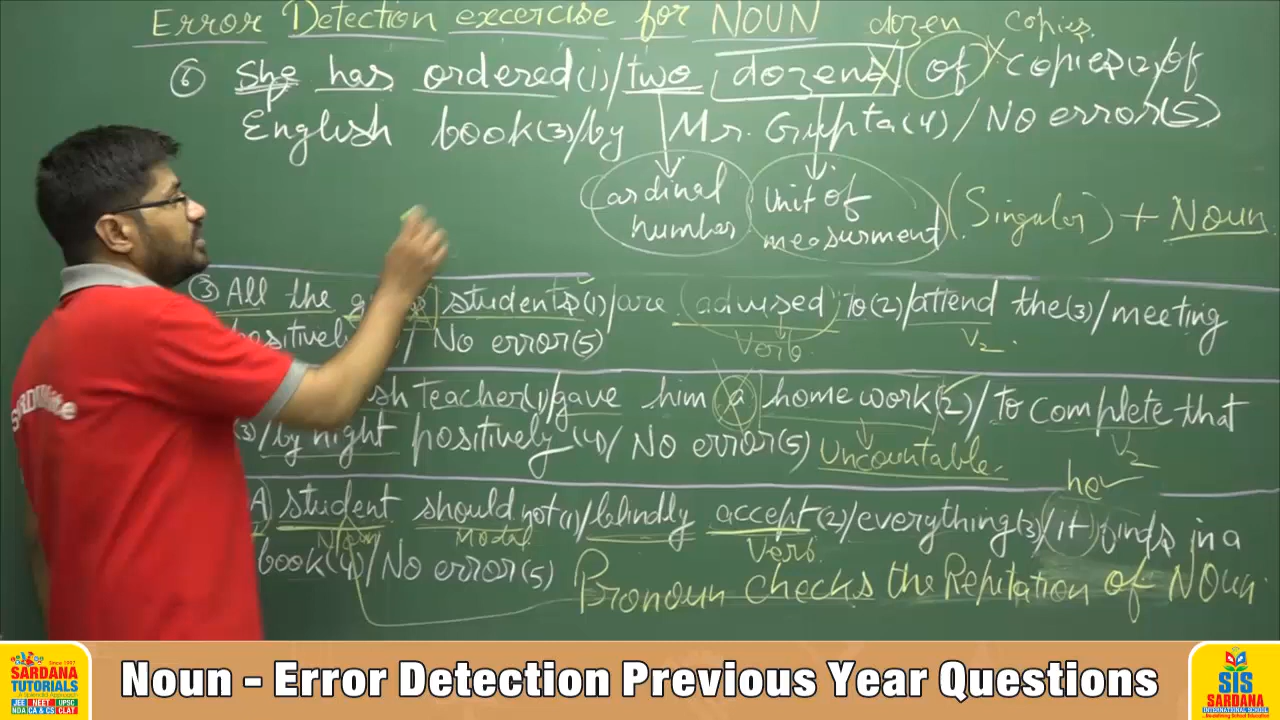 Error Detection excercise for NOUN dozen copies
⑥ She has ordered(1)/two dozens of copies(2)/of
English book(3)/by Mr. Gupta(4)/No error(5)
Cardinal number
Unit of measurment
(Singular) + Noun
③ All the students(1)/are advised to(2)/attend the(3)/meeting
Verb V2
positively / No error(5)
teacher(1)/gave him a home work(2)/to complete that
(3)/by night positively(4)/No error(5) Uncountable V2
he
A student should not(1)/blindly accept(2)/everything(3)/it finds in a
Noun Modal Verb
book(4)/No error(5) Pronoun checks the Reputation of Noun
SARDANA
TUTORIALS
JEE NEET UPSC
NDA CA & CS CLAT
Noun - Error Detection Previous Year Questions
SIS
SARDANA
INTERNATIONAL SCHOOL